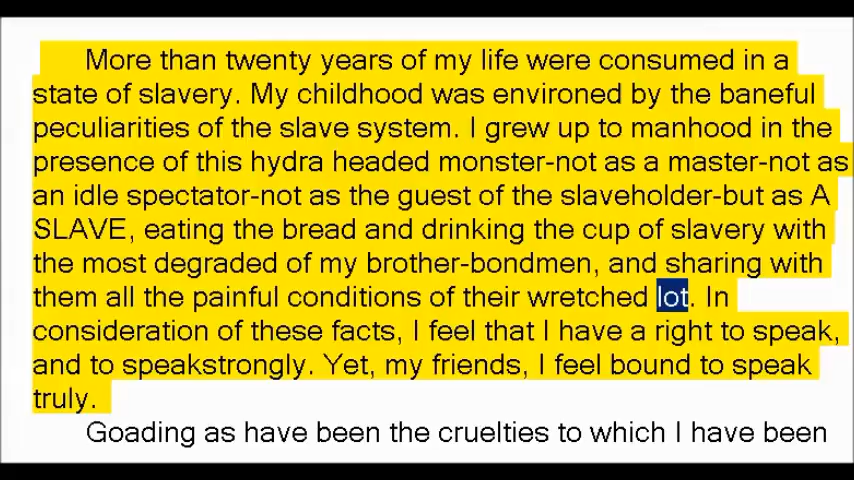 More than twenty years of my life were consumed in a
state of slavery. My childhood was environed by the baneful
peculiarities of the slave system. I grew up to manhood in the
presence of this hydra headed monster-not as a master-not as
an idle spectator-not as the guest of the slaveholder-but as A
SLAVE, eating the bread and drinking the cup of slavery with
the most degraded of my brother-bondmen, and sharing with
them all the painful conditions of their wretched lot. In
consideration of these facts, I feel that I have a right to speak,
and to speakstrongly. Yet, my friends, I feel bound to speak
truly.
Goading as have been the cruelties to which I have been